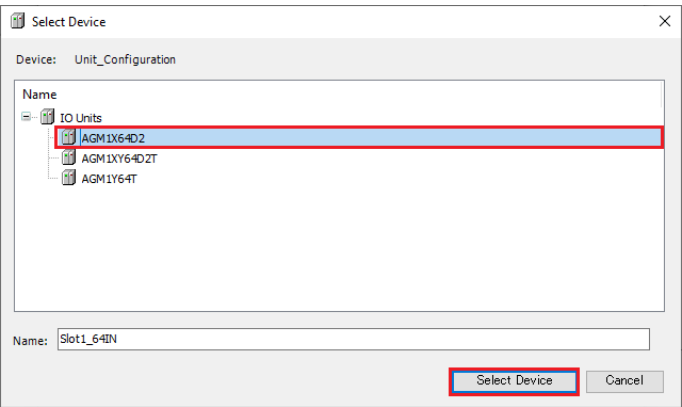 Select Device
Device: Unit_Configuration
Name
IO Units
AGM1X64D2
AGM1XY64D2T
AGM1Y64T
Name: Slot1_64IN
Select Device Cancel